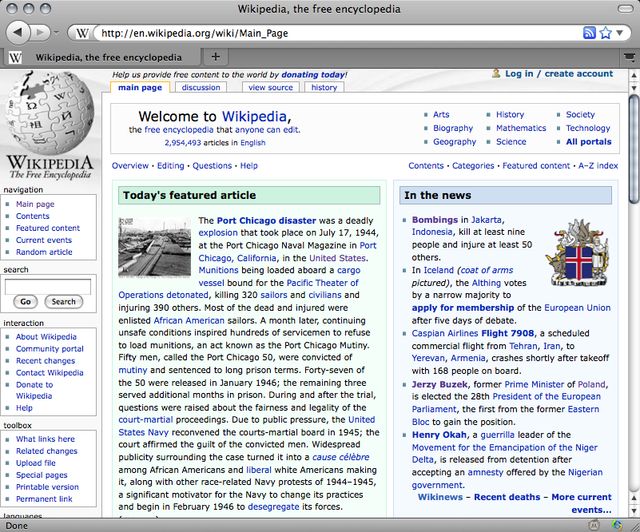 Wikipedia, the free encyclopedia
W http://en.wikipedia.org/wiki/Main_Page
W Wikipedia, the free encyclopedia +
Help us provide free content to the world by donating today!
Log in / create account
main page discussion view source history
WIKIPEDIA
The Free Encyclopedia
navigation
Main page
Contents
Featured content
Current events
Random article
search
Go Search
interaction
About Wikipedia
Community portal
Recent changes
Contact Wikipedia
Donate to
Wikipedia
Help
toolbox
What links here
Related changes
Upload file
Special pages
Printable version
Permanent link
languages
Welcome to Wikipedia,
the free encyclopedia that anyone can edit.
2,954,493 articles in English
Arts
Biography
Geography
History
Mathematics
Science
Society
Technology
All portals
Overview · Editing · Questions · Help
Contents · Categories · Featured content · A–Z index
Today's featured article
The Port Chicago disaster was a deadly
explosion that took place on July 17, 1944,
at the Port Chicago Naval Magazine in Port
Chicago, California, in the United States.
Munitions being loaded aboard a cargo
vessel bound for the Pacific Theater of
Operations detonated, killing 320 sailors and civilians and
injuring 390 others. Most of the dead and injured were
enlisted African American sailors. A month later, continuing
unsafe conditions inspired hundreds of servicemen to refuse
to load munitions, an act known as the Port Chicago Mutiny.
Fifty men, called the Port Chicago 50, were convicted of
mutiny and sentenced to long prison terms. Forty-seven of
the 50 were released in January 1946; the remaining three
served additional months in prison. During and after the trial,
questions were raised about the fairness and legality of the
court-martial proceedings. Due to public pressure, the United
States Navy reconvened the courts-martial board in 1945; the
court affirmed the guilt of the convicted men. Widespread
publicity surrounding the case turned it into a cause célèbre
among African Americans and liberal white Americans making
it, along with other race-related Navy protests of 1944–1945,
a significant motivator for the Navy to change its practices
and begin in February 1946 to desegregate its forces.
In the news
Bombings in Jakarta,
Indonesia, kill at least nine
people and injure at least 50
others.
In Iceland (coat of arms
pictured), the Althing votes
by a narrow majority to
apply for membership of the European Union
after five days of debate.
Caspian Airlines Flight 7908, a scheduled
commercial flight from Tehran, Iran, to
Yerevan, Armenia, crashes shortly after takeoff
with 168 people on board.
Jerzy Buzek, former Prime Minister of Poland,
is elected the 28th President of the European
Parliament, the first from the former Eastern
Bloc to gain the position.
Henry Okah, a guerrilla leader of the
Movement for the Emancipation of the Niger
Delta, is released from detention after
accepting an amnesty offered by the Nigerian
government.
Wikinews – Recent deaths – More current
events...
Done